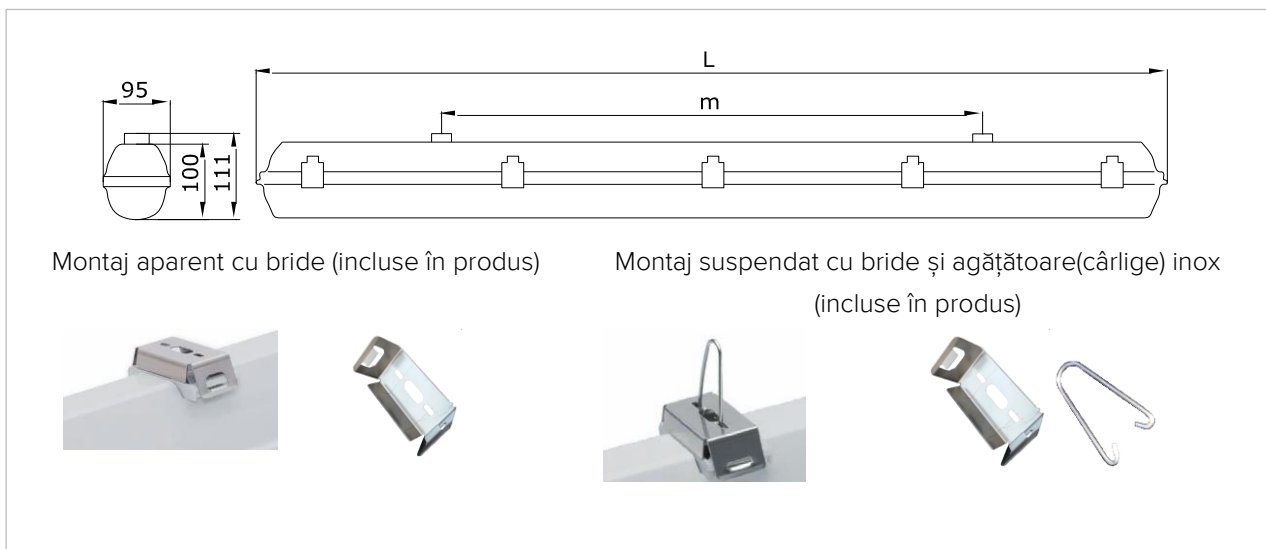 L
95
m
100
111
Montaj aparent cu bride (incluse în produs)
Montaj suspendat cu bride și agățătoare(cârlige) inox
(incluse în produs)